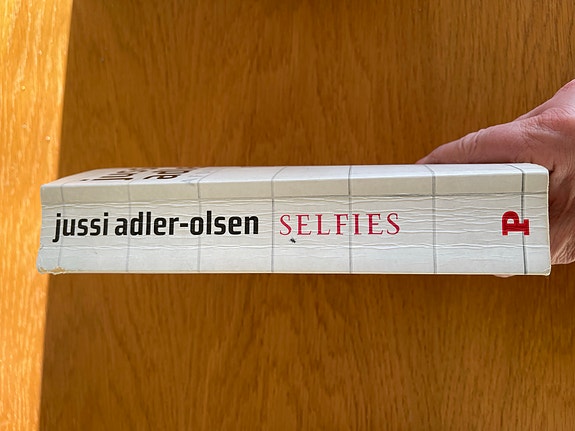 jussi adler-olsen SELFIES P